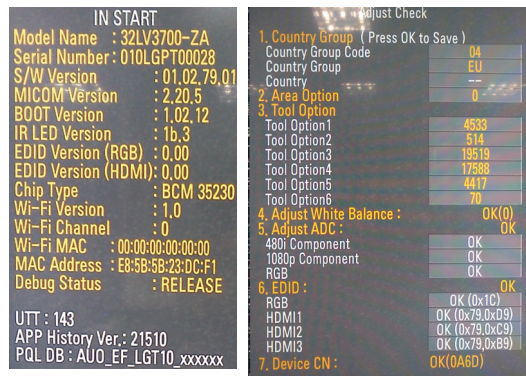 IN START
Model Name : 32LV3700-ZA
Serial Number : 010LGPT00028
S/W Version : 01.02.79.01
MICOM Version : 2.20.5
BOOT Version : 1.02.12
IR LED Version : 1b.3
EDID Version (RGB) : 0.00
EDID Version (HDMI): 0.00
Chip Type : BCM 35230
Wi-Fi Version : 1.0
Wi-Fi Channel : 0
Wi-Fi MAC : 00:00:00:00:00:00
MAC Address : E8:5B:5B:23:DC:F1
Debug Status : RELEASE
UTT : 143
APP History Ver.: 21510
PQL DB : AUO_EF_LGT10_xxxxxx
Adjust Check
1. Country Group ( Press OK to Save )
Country Group Code 04
Country Group EU
Country --
2. Area Option 0
3. Tool Option
Tool Option1 4533
Tool Option2 514
Tool Option3 19519
Tool Option4 17588
Tool Option5 4417
Tool Option6 70
4. Adjust White Balance : OK(0)
5. Adjust ADC : OK
480i Component OK
1080p Component OK
RGB OK
6. EDID : OK
RGB OK (0x1C)
HDMI1 OK (0x79,0xD9)
HDMI2 OK (0x79,0xC9)
HDMI3 OK (0x79,0xB9)
7. Device CN : OK(0A6D)